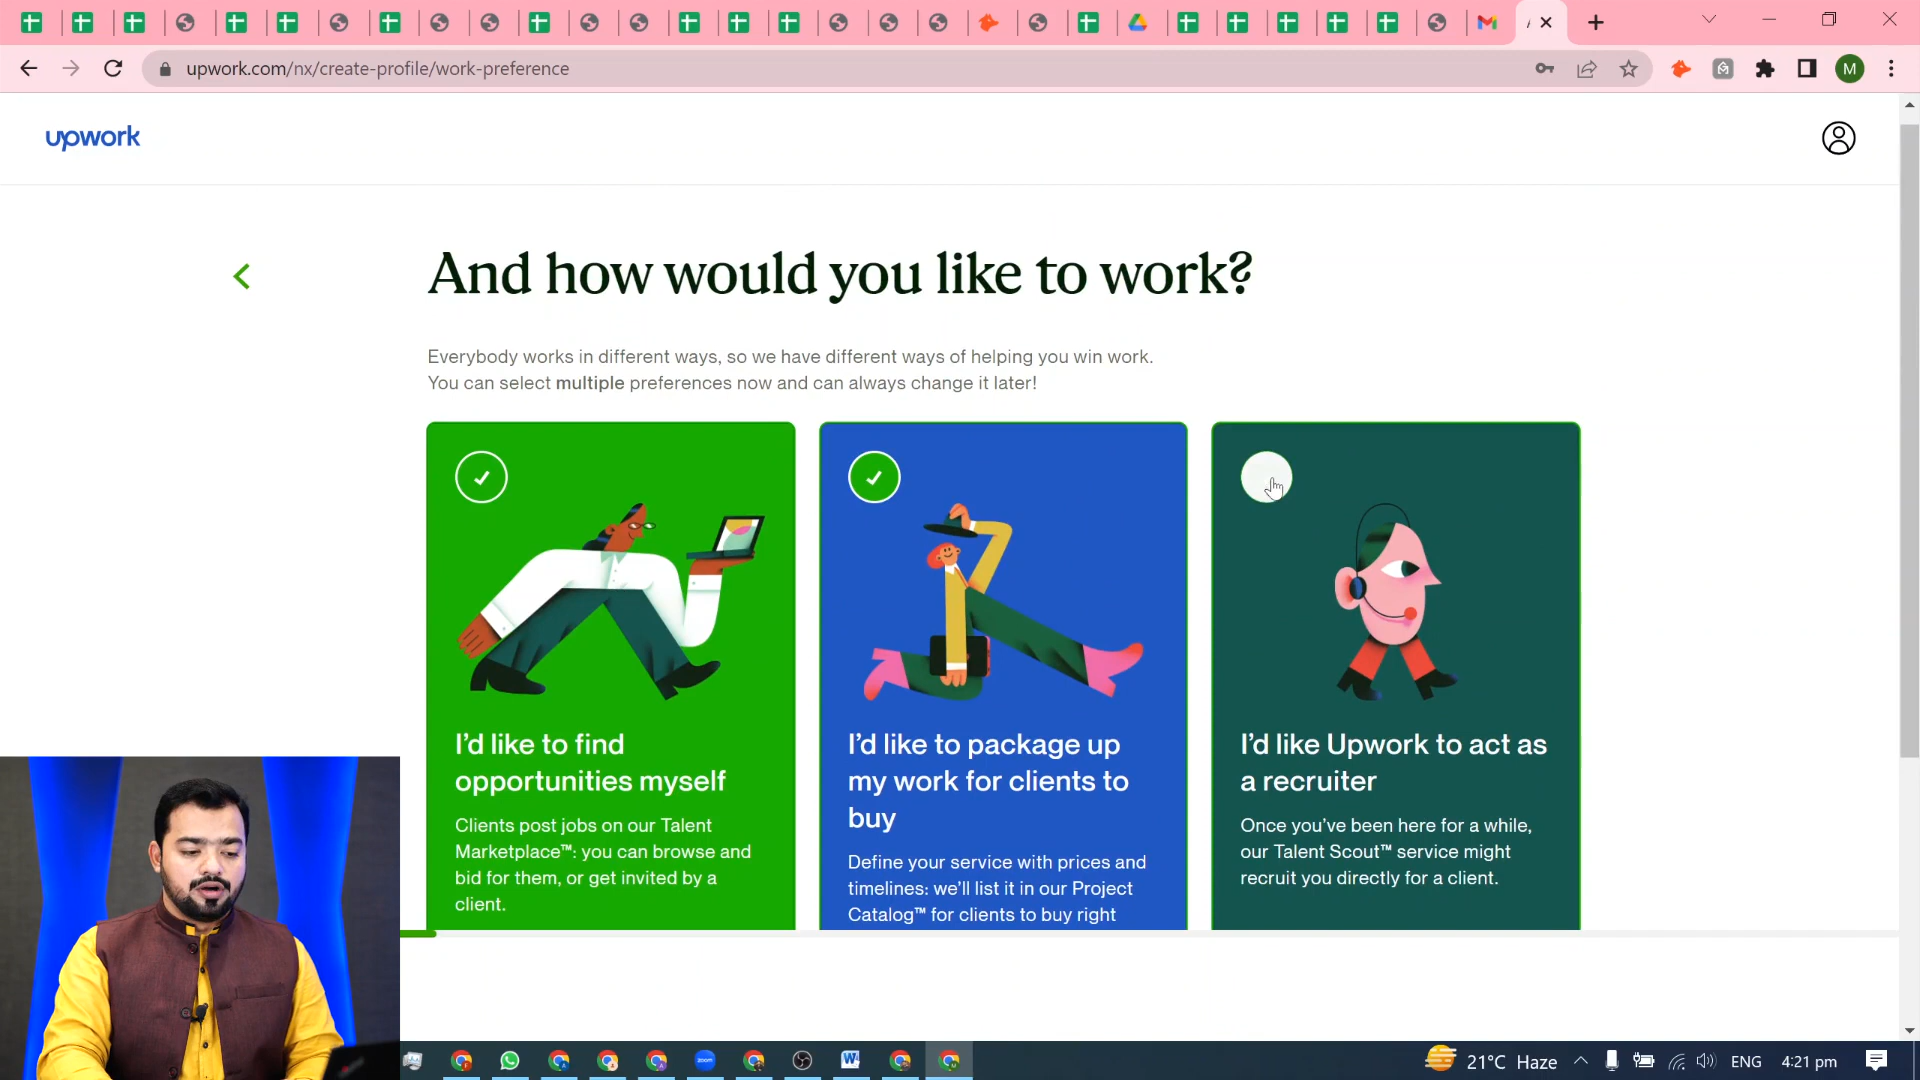 upwork.com/nx/create-profile/work-preference
M
upwork
And how would you like to work?
Everybody works in different ways, so we have different ways of helping you win work.
You can select multiple preferences now and can always change it later!
I'd like to find
opportunities myself
Clients post jobs on our Talent
Marketplace™: you can browse and
bid for them, or get invited by a
client.
I'd like to package up
my work for clients to
buy
Define your service with prices and
timelines: we'll list it in our Project
Catalog™ for clients to buy right
I'd like Upwork to act as
a recruiter
Once you've been here for a while,
our Talent Scout™ service might
recruit you directly for a client.
zoom
21°C Haze
ENG
4:21 pm